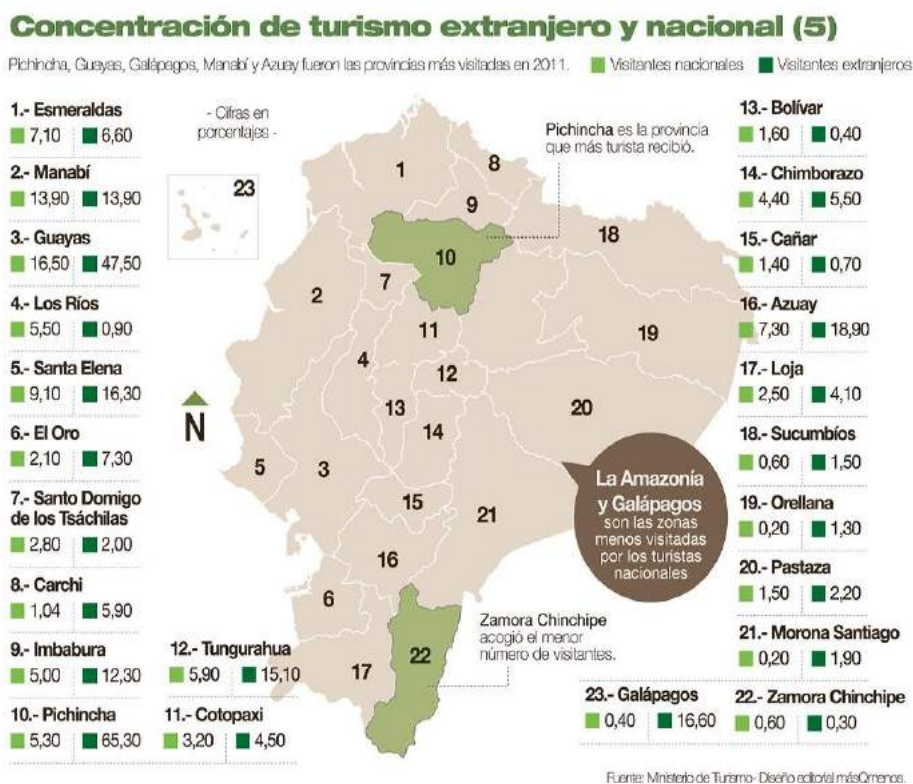 Concentración de turismo extranjero y nacional (5)
Pichincha, Guayas, Galápagos, Manabí y Azuay fueron las provincias más visitadas en 2011.
Visitantes nacionales
Visitantes extranjeros
- Cifras en
porcentajes -
1.- Esmeraldas
7,10 6,60
2.- Manabí
13,90 13,90
3.- Guayas
16,50 47,50
4.- Los Ríos
5,50 0,90
5.- Santa Elena
9,10 16,30
6.- El Oro
2,10 7,30
7.- Santo Domigo
de los Tsáchilas
2,80 2,00
8.- Carchi
1,04 5,90
9.- Imbabura
5,00 12,30
10.- Pichincha
5,30 65,30
12.- Tungurahua
5,90 15,10
11.- Cotopaxi
3,20 4,50
23
1
8
9
10
18
7
2
11
19
4
12
20
13
14
5
3
15
21
16
6
17
22
N
Pichincha es la provincia
que más turista recibió.
La Amazonía
y Galápagos
son las zonas
menos visitadas
por los turistas
nacionales
Zamora Chinchipe
acogió el menor
número de visitantes.
13.- Bolívar
1,60 0,40
14.- Chimborazo
4,40 5,50
15.- Cañar
1,40 0,70
16.- Azuay
7,30 18,90
17.- Loja
2,50 4,10
18.- Sucumbíos
0,60 1,50
19.- Orellana
0,20 1,30
20.- Pastaza
1,50 2,20
21.- Morona Santiago
0,20 1,90
23.- Galápagos
0,40 16,60
22.- Zamora Chinchipe
0,60 0,30
Fuente: Ministerio de Turismo- Diseño editorial másQmenos.